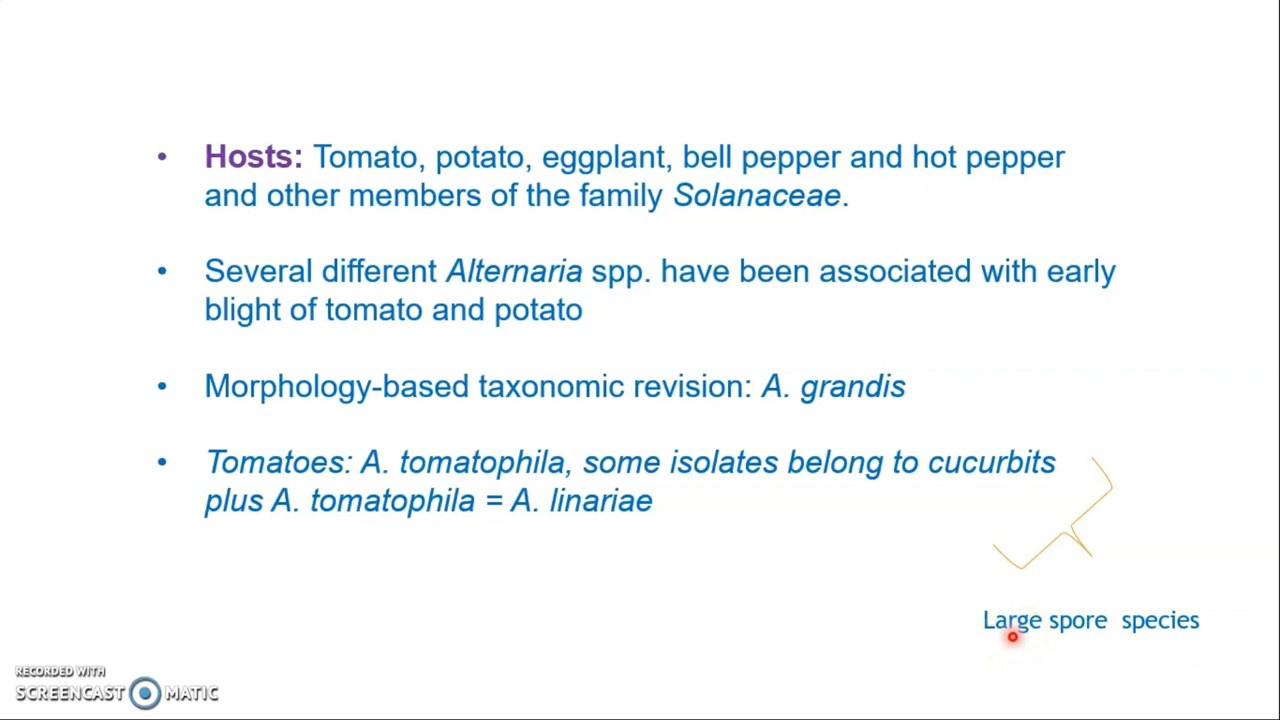 • Hosts: Tomato, potato, eggplant, bell pepper and hot pepper
and other members of the family Solanaceae.
• Several different Alternaria spp. have been associated with early
blight of tomato and potato
• Morphology-based taxonomic revision: A. grandis
• Tomatoes: A. tomatophila, some isolates belong to cucurbits
plus A. tomatophila = A. linariae
Large spore species
RECORDED WITH
SCREENCAST MATIC